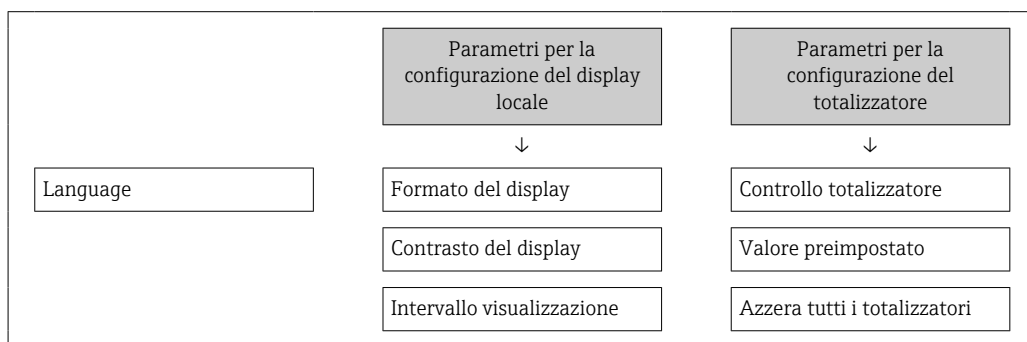 Parametri per la
configurazione del display
locale
Parametri per la
configurazione del
totalizzatore
↓
↓
Language
Formato del display
Controllo totalizzatore
Contrasto del display
Valore preimpostato
Intervallo visualizzazione
Azzera tutti i totalizzatori